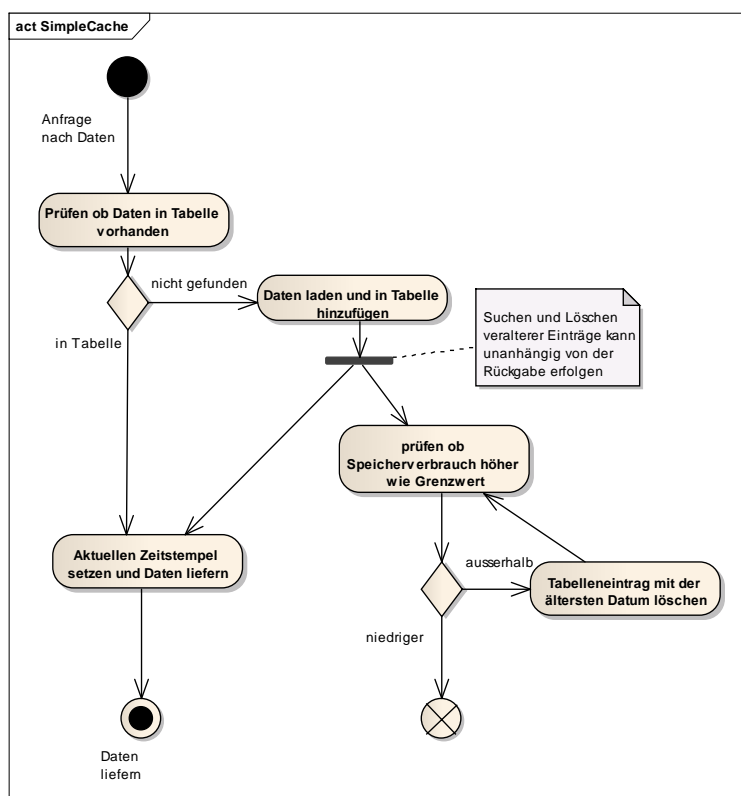 act SimpleCache
Anfrage
nach Daten
Prüfen ob Daten in Tabelle
vorhanden
nicht gefunden
Daten laden und in Tabelle
hinzufügen
Suchen und Löschen
veralterer Einträge kann
unanhängig von der
Rückgabe erfolgen
in Tabelle
prüfen ob
Speicherverbrauch höher
wie Grenzwert
Aktuellen Zeitstempel
setzen und Daten liefern
ausserhalb
Tabelleneintrag mit der
ältersten Datum löschen
niedriger
Daten
liefern